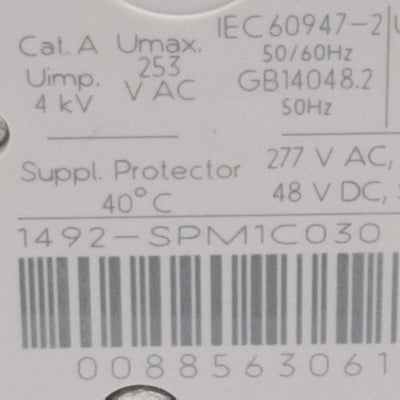 Cat. A Umax. IEC60947-2
253 50/60Hz
Uimp. V AC GB14048.2
4 kV 50Hz
Suppl. Protector 277 V AC,
40°C 48 V DC,
1492-SPM1C030
0088563061